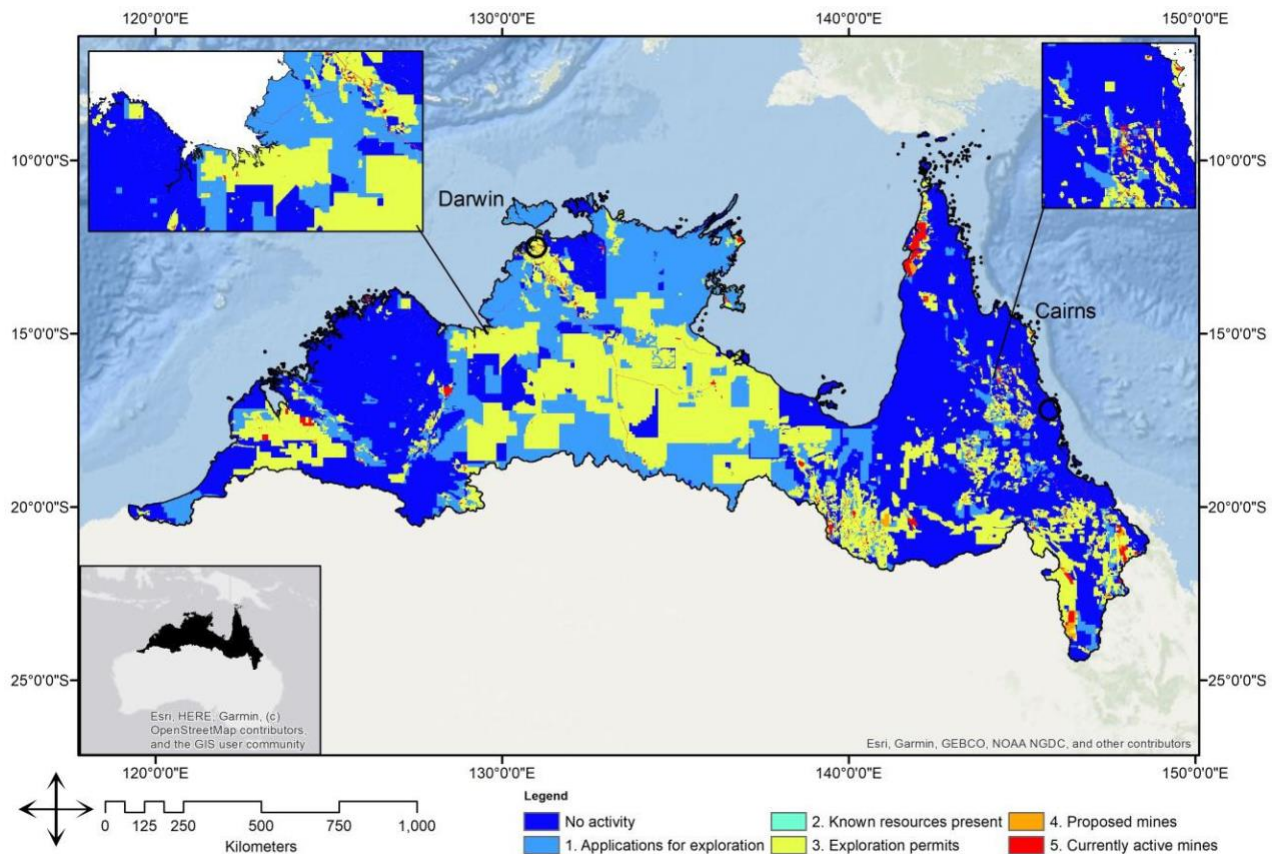 120°0'0"E 130°0'0"E 140°0'0"E 150°0'0"E
10°0'0"S 10°0'0"S
Darwin
Cairns
15°0'0"S 15°0'0"S
20°0'0"S 20°0'0"S
25°0'0"S 25°0'0"S
Esri, HERE, Garmin, (c)
OpenStreetMap contributors,
and the GIS user community
Esri, Garmin, GEBCO, NOAA NGDC, and other contributors
120°0'0"E 130°0'0"E 140°0'0"E 150°0'0"E
0 125 250 500 750 1,000
Kilometers
Legend
No activity 2. Known resources present 4. Proposed mines
1. Applications for exploration 3. Exploration permits 5. Currently active mines